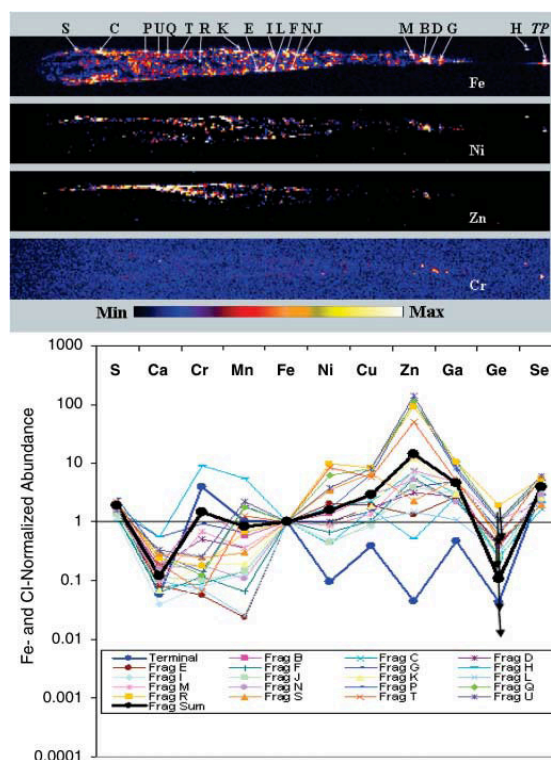 S C P U Q T R K E I L F N J M B D G H TP
Fe
Ni
Zn
Cr
Min Max
1000
S Ca Cr Mn Fe Ni Cu Zn Ga Ge Se
100
10
1
0.1
0.01
0.001
0.0001
Fe- and CI-Normalized Abundance
Terminal Frag B Frag C Frag D
Frag E Frag F Frag G Frag H
Frag I Frag J Frag K Frag L
Frag M Frag N Frag P Frag Q
Frag R Frag S Frag T Frag U
Frag Sum